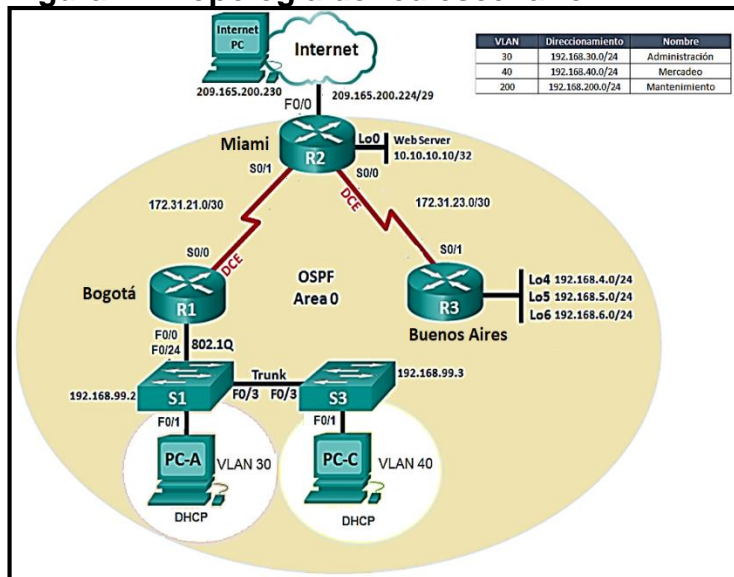 Internet
PC
Internet
209.165.200.230
209.165.200.224/29
F0/0
VLAN Direccionamiento Nombre
30 192.168.30.0/24 Administración
40 192.168.40.0/24 Mercadeo
200 192.168.200.0/24 Mantenimiento
Miami
R2
Lo0
Web Server
10.10.10.10/32
S0/1
S0/0
DCE
172.31.21.0/30
172.31.23.0/30
S0/0
DCE
S0/1
OSPF
Area 0
Bogotá
R1
R3
Buenos Aires
Lo4 192.168.4.0/24
Lo5 192.168.5.0/24
Lo6 192.168.6.0/24
F0/0
F0/24
802.1Q
Trunk
192.168.99.2
S1
F0/3 F0/3
S3
192.168.99.3
F0/1
F0/1
PC-A
VLAN 30
PC-C
VLAN 40
DHCP
DHCP